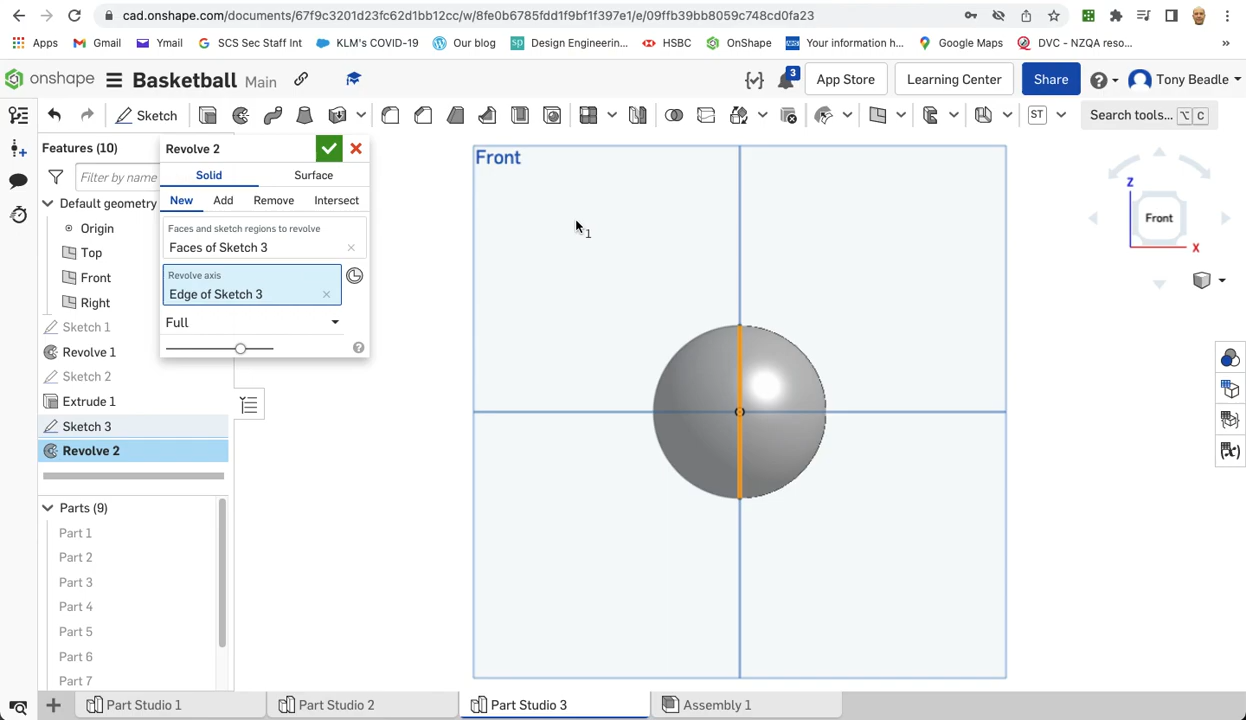 cad.onshape.com/documents/67f9c3201d23fc62d1bb12cc/w/8fe0b6785fdd1f9bf1f397e1/e/09ffb39bb8059c748cd0fa23
Apps Gmail Ymail SCS Sec Staff Int KLM's COVID-19 Our blog sp Design Engineerin... HSBC OnShape NHS Your information h... Google Maps DVC - NZQA reso... »
onshape Basketball Main 3 App Store Learning Center Share Tony Beadle
Sketch ST Search tools... ⌥ C
Features (10)
Filter by name
Default geometry
Origin
Top
Front
Right
Sketch 1
Revolve 1
Sketch 2
Extrude 1
Sketch 3
Revolve 2
Parts (9)
Part 1
Part 2
Part 3
Part 4
Part 5
Part 6
Part 7
Revolve 2
Solid Surface
New Add Remove Intersect
Faces and sketch regions to revolve
Faces of Sketch 3
Revolve axis
Edge of Sketch 3
Full
Front
1
Z
Front
X
(x)
Part Studio 1 Part Studio 2 Part Studio 3 Assembly 1